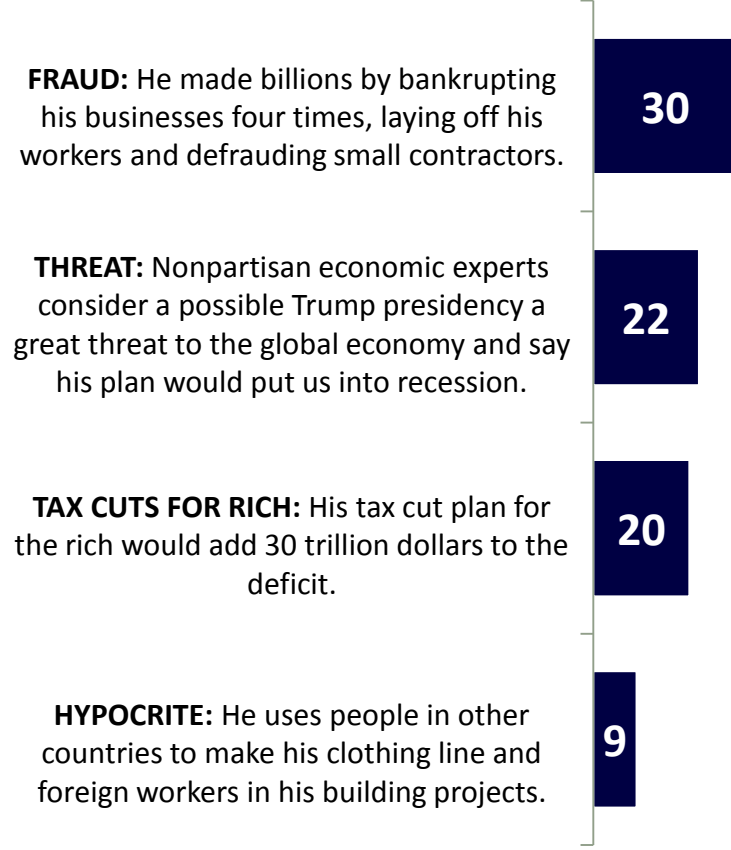 FRAUD: He made billions by bankrupting
his businesses four times, laying off his
workers and defrauding small contractors.
30
THREAT: Nonpartisan economic experts
consider a possible Trump presidency a
great threat to the global economy and say
his plan would put us into recession.
22
TAX CUTS FOR RICH: His tax cut plan for
the rich would add 30 trillion dollars to the
deficit.
20
HYPOCRITE: He uses people in other
countries to make his clothing line and
foreign workers in his building projects.
9